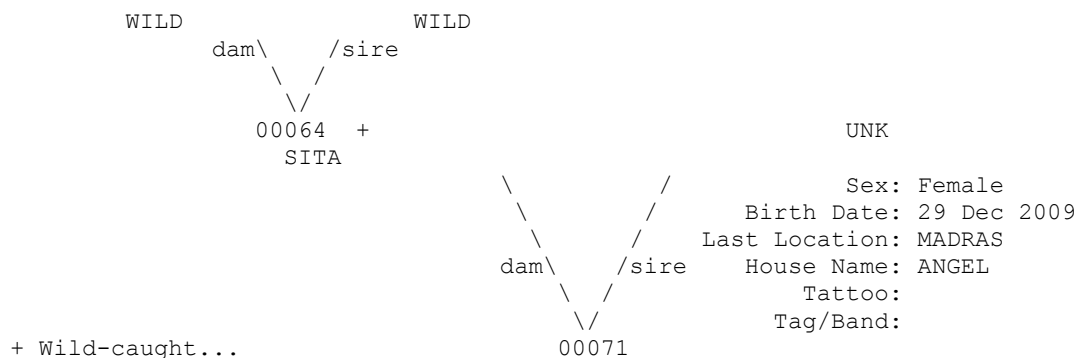 WILD WILD
dam\ /sire
\ /
\/
00064 + UNK
SITA
\ / Sex: Female
\ / Birth Date: 29 Dec 2009
\ / Last Location: MADRAS
dam\ /sire House Name: ANGEL
\ / Tattoo:
\/ Tag/Band:
+ Wild-caught... 00071